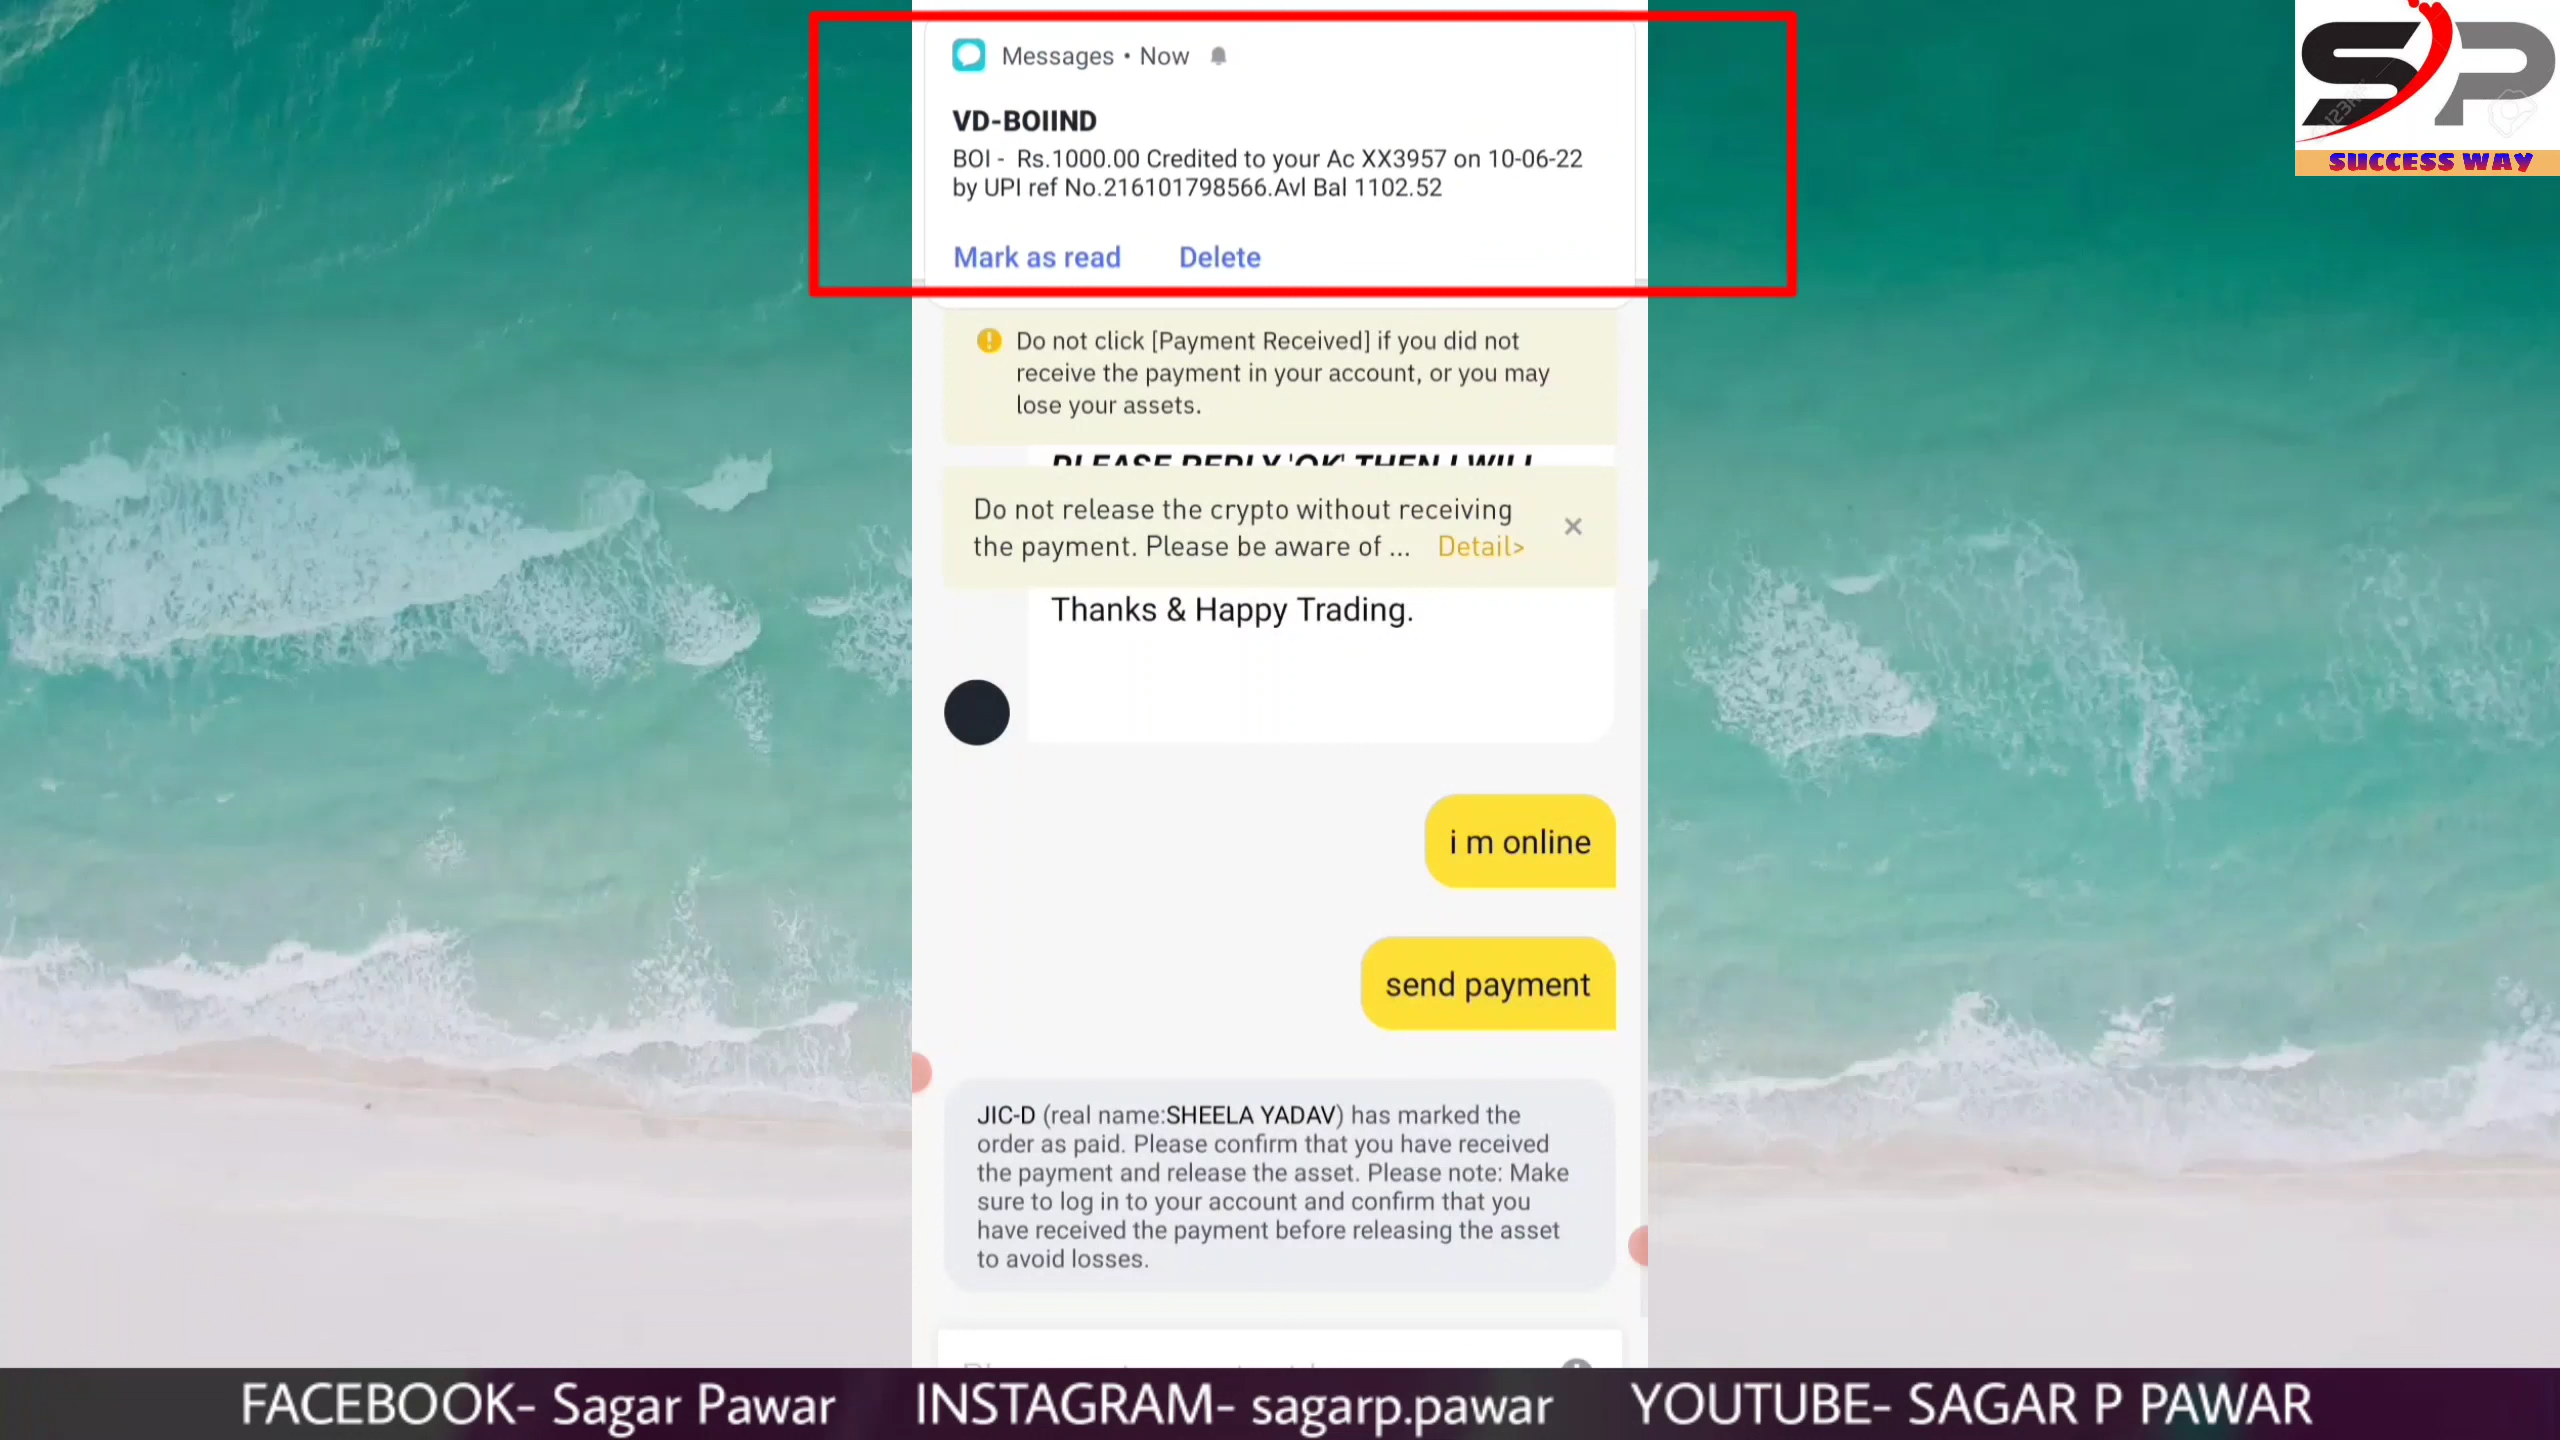 Messages • Now
VD-BOIIND
BOI - Rs.1000.00 Credited to your Ac XX3957 on 10-06-22
by UPI ref No.216101798566.Avl Bal 1102.52
Mark as read Delete
SP
SUCCESS WAY
Do not click [Payment Received] if you did not
receive the payment in your account, or you may
lose your assets.
PLEASE REPLY 'OK' THEN I WILL
Do not release the crypto without receiving
the payment. Please be aware of ... Detail>
Thanks & Happy Trading.
i m online
send payment
JIC-D (real name:SHEELA YADAV) has marked the
order as paid. Please confirm that you have received
the payment and release the asset. Please note: Make
sure to log in to your account and confirm that you
have received the payment before releasing the asset
to avoid losses.
FACEBOOK- Sagar Pawar INSTAGRAM- sagarp.pawar YOUTUBE- SAGAR P PAWAR